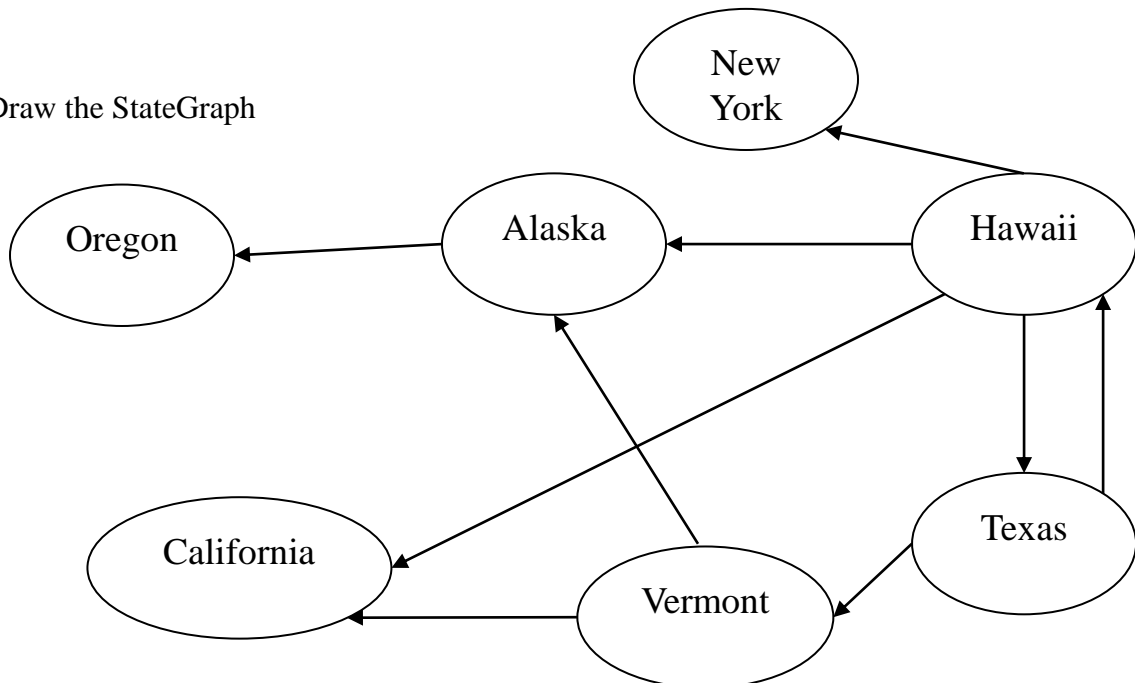 New
York
Draw the StateGraph
Oregon
Alaska
Hawaii
California
Vermont
Texas